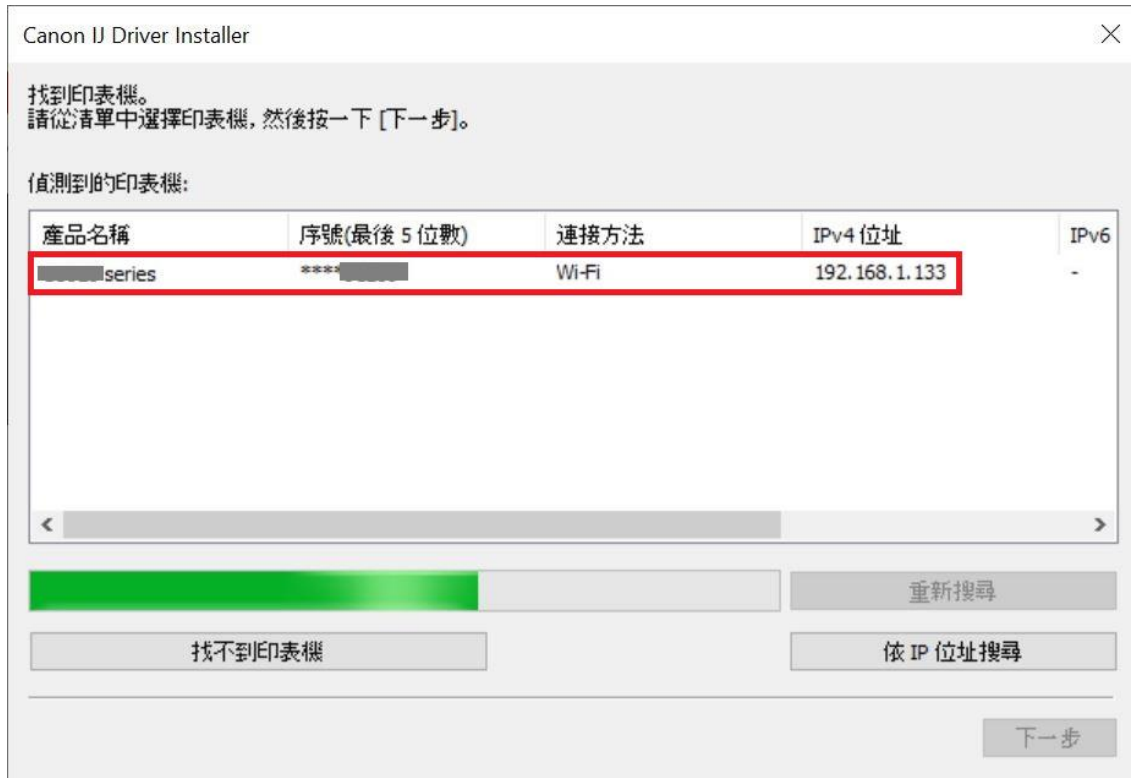 Canon IJ Driver Installer
找到印表機。
請從清單中選擇印表機, 然後按一下 [下一步]。
偵測到的印表機:
產品名稱 序號(最後 5 位數) 連接方法 IPv4 位址 IPv6
series **** Wi-Fi 192.168.1.133 -
重新搜尋
找不到印表機 依 IP 位址搜尋
下一步